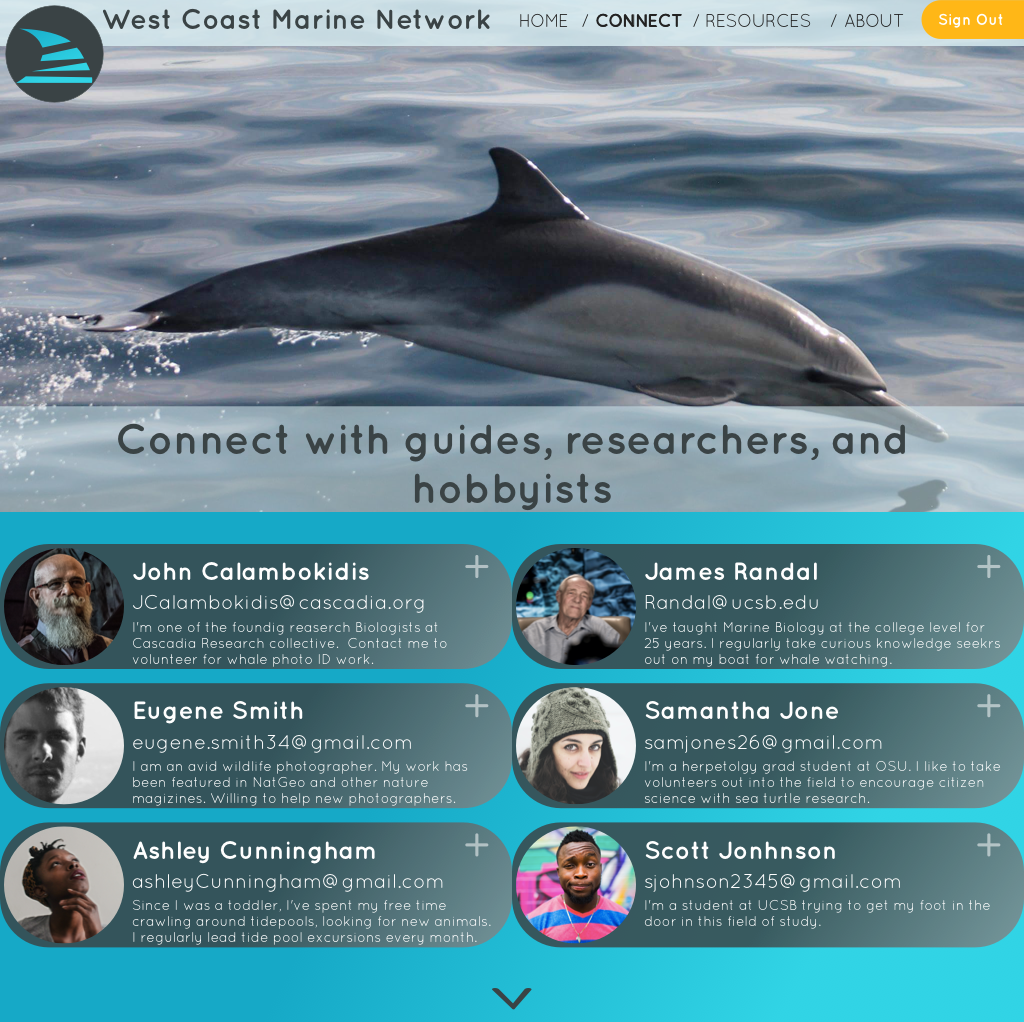 West Coast Marine Network
HOME / CONNECT / RESOURCES / ABOUT
Sign Out
Connect with guides, researchers, and
hobbyists
John Calambokidis
JCalambokidis@cascadia.org
I'm one of the foundig reaserch Biologists at
Cascadia Research collective. Contact me to
volunteer for whale photo ID work.
James Randal
Randal@ucsb.edu
I've taught Marine Biology at the college level for
25 years. I regularly take curious knowledge seekrs
out on my boat for whale watching.
Eugene Smith
eugene.smith34@gmail.com
I am an avid wildlife photographer. My work has
been featured in NatGeo and other nature
magizines. Willing to help new photographers.
Samantha Jone
samjones26@gmail.com
I'm a herpetolgy grad student at OSU. I like to take
volunteers out into the field to encourage citizen
science with sea turtle research.
Ashley Cunningham
ashleyCunningham@gmail.com
Since I was a toddler, I've spent my free time
crawling around tidepools, looking for new animals.
I regularly lead tide pool excursions every month.
Scott Jonhnson
sjohnson2345@gmail.com
I'm a student at UCSB trying to get my foot in the
door in this field of study.